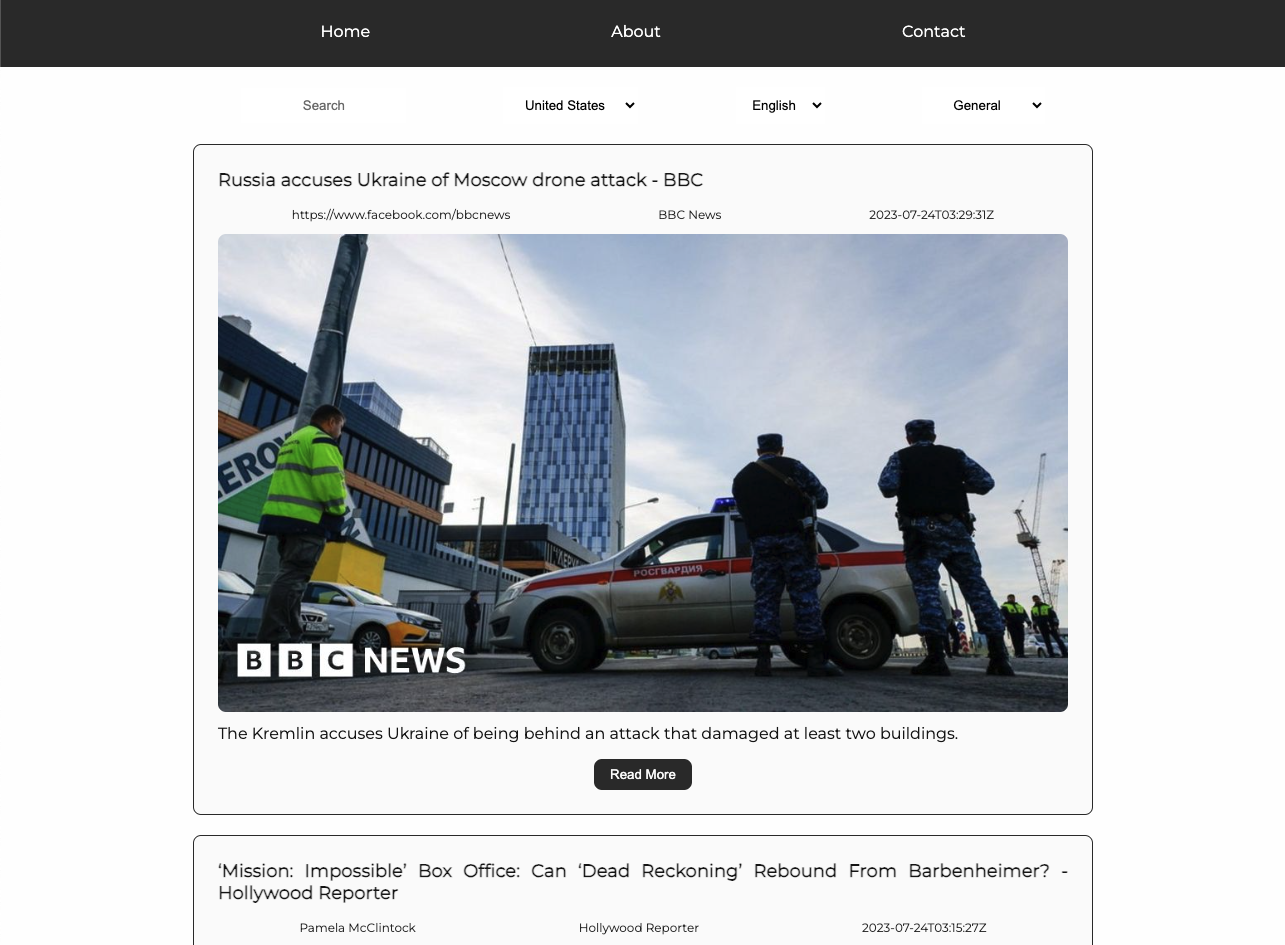 Home About Contact
Search United States English General
Russia accuses Ukraine of Moscow drone attack - BBC
https://www.facebook.com/bbcnews BBC News 2023-07-24T03:29:31Z
РОСГВАРДИЯ
BBC NEWS
The Kremlin accuses Ukraine of being behind an attack that damaged at least two buildings.
Read More
‘Mission: Impossible’ Box Office: Can ‘Dead Reckoning’ Rebound From Barbenheimer? -
Hollywood Reporter
Pamela McClintock Hollywood Reporter 2023-07-24T03:15:27Z